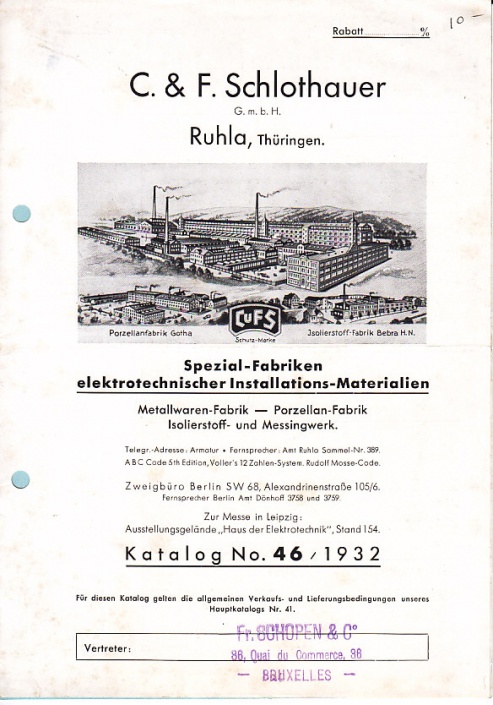 Rabatt %
10 -
C. & F. Schlothauer
G. m. b. H.
Ruhla, Thüringen.
CUFS
Porzellanfabrik Gotha
Schutz-Marke
Isolierstoff-Fabrik Bebra H.N.
Spezial-Fabriken
elektrotechnischer Installations-Materialien
Metallwaren-Fabrik — Porzellan-Fabrik
Isolierstoff- und Messingwerk.
Telegr.-Adresse: Armatur • Fernsprecher: Amt Ruhla Sammel-Nr. 389.
A B C Code 5th Edition, Voller's 12 Zahlen-System. Rudolf Mosse-Code.
Zweigbüro Berlin SW 68, Alexandrinenstraße 105/6.
Fernsprecher Berlin Amt Dönhoff 3758 und 3759.
Zur Messe in Leipzig:
Ausstellungsgelände „Haus der Elektrotechnik", Stand 154.
Katalog No. 46 / 1932
Für diesen Katalog gelten die allgemeinen Verkaufs- und Lieferungsbedingungen unseres
Hauptkatalogs Nr. 41.
Vertreter:
Fr. SCHOPEN & Co
36, Quai du Commerce, 36
— BRUXELLES —